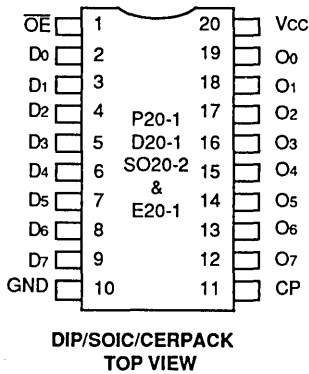 OE 1 20 Vcc
D0 2 19 O0
D1 3 18 O1
D2 4 17 O2
P20-1
D3 5 16 O3
D20-1
D4 6 15 O4
SO20-2
D5 7 14 O5
&
D6 8 13 O6
E20-1
D7 9 12 O7
GND 10 11 CP
DIP/SOIC/CERPACK
TOP VIEW